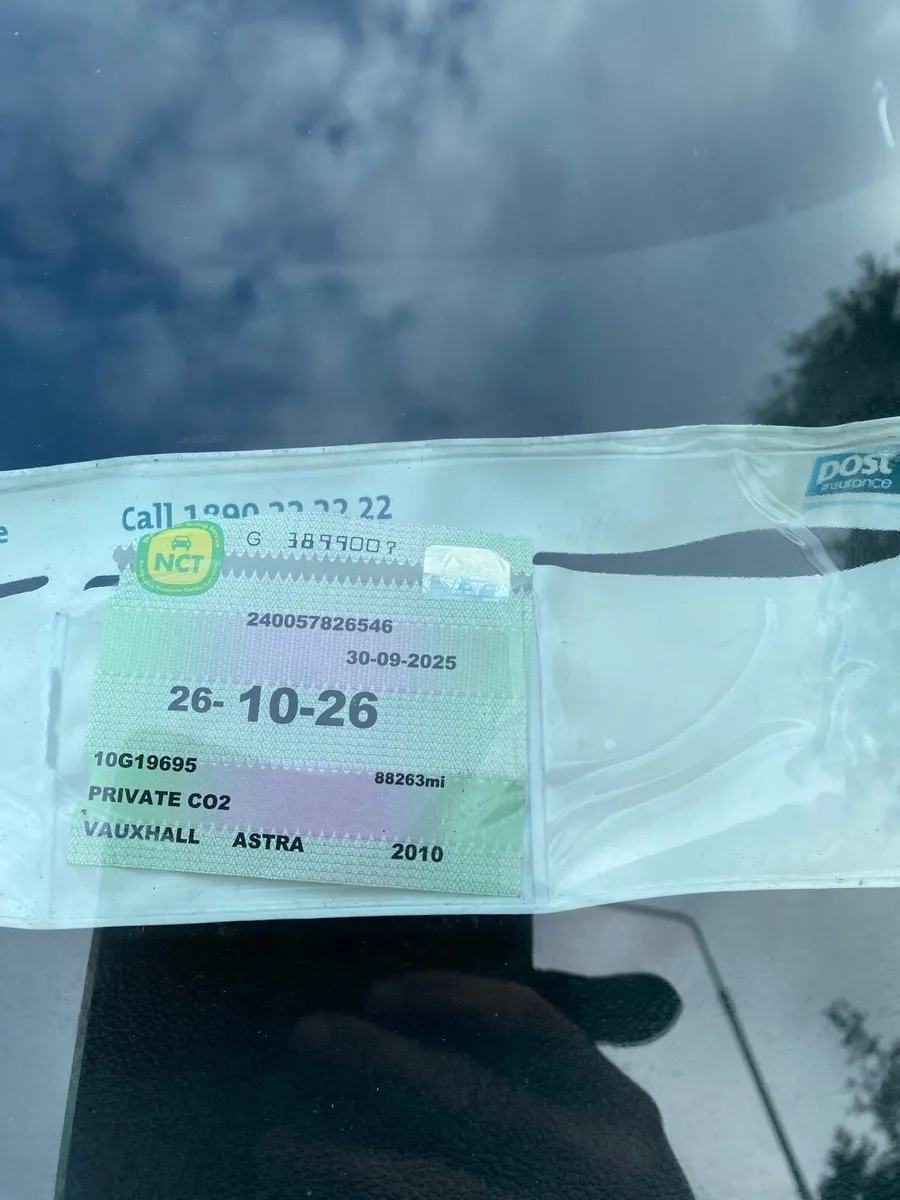 post
insurance
Call 1890 22 22 22
e
NCT
G 3899007
240057826546
30-09-2025
26- 10-26
10G19695
88263mi
PRIVATE CO2
VAUXHALL ASTRA 2010